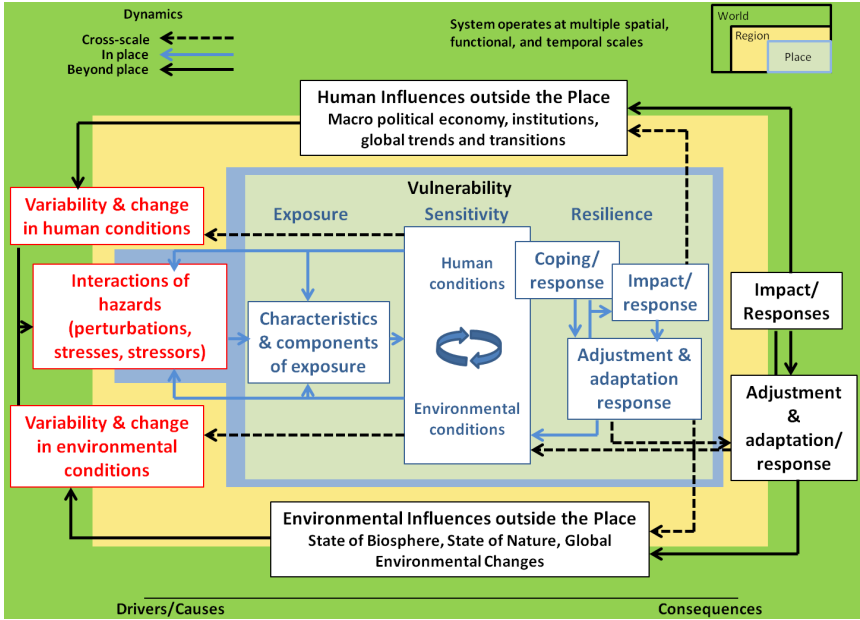 Dynamics
Cross-scale
In place
Beyond place
System operates at multiple spatial,
functional, and temporal scales
World
Region
Place
Human Influences outside the Place
Macro political economy, institutions,
global trends and transitions
Vulnerability
Exposure
Sensitivity
Resilience
Variability & change
in human conditions
Interactions of
hazards
(perturbations,
stresses, stressors)
Variability & change
in environmental
conditions
Characteristics
& components
of exposure
Human
conditions
Environmental
conditions
Coping/
response
Impact/
response
Adjustment &
adaptation
response
Impact/
Responses
Adjustment
&
adaptation/
response
Environmental Influences outside the Place
State of Biosphere, State of Nature, Global
Environmental Changes
Drivers/Causes
Consequences